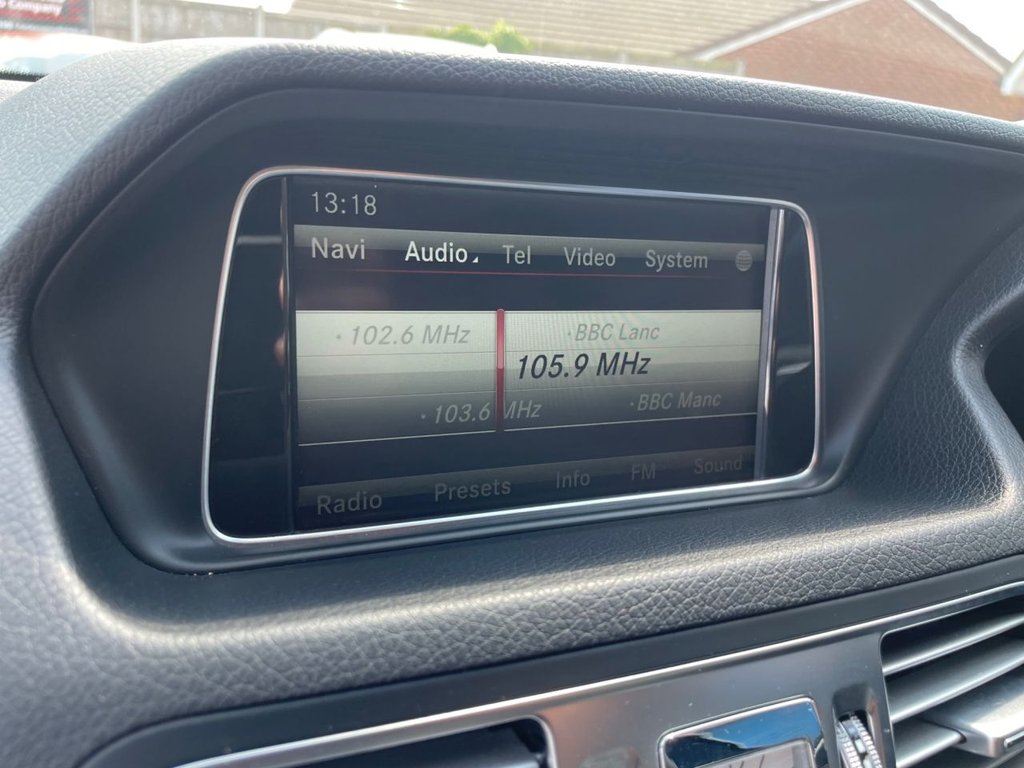 Company
13:18
Navi Audio Tel Video System
• 102.6 MHz • BBC Lanc
105.9 MHz
• 103.6 MHz • BBC Manc
Radio Presets Info FM Sound